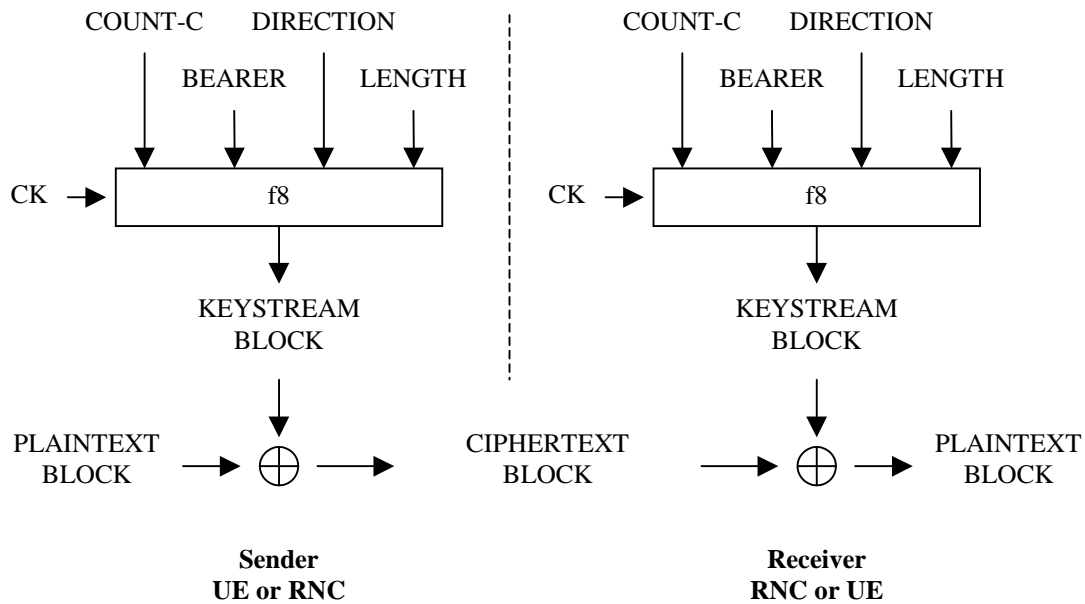 COUNT-C DIRECTION COUNT-C DIRECTION
BEARER LENGTH BEARER LENGTH
CK f8 CK f8
KEYSTREAM BLOCK KEYSTREAM BLOCK
PLAINTEXT BLOCK CIPHERTEXT BLOCK PLAINTEXT BLOCK
Sender Receiver
UE or RNC RNC or UE